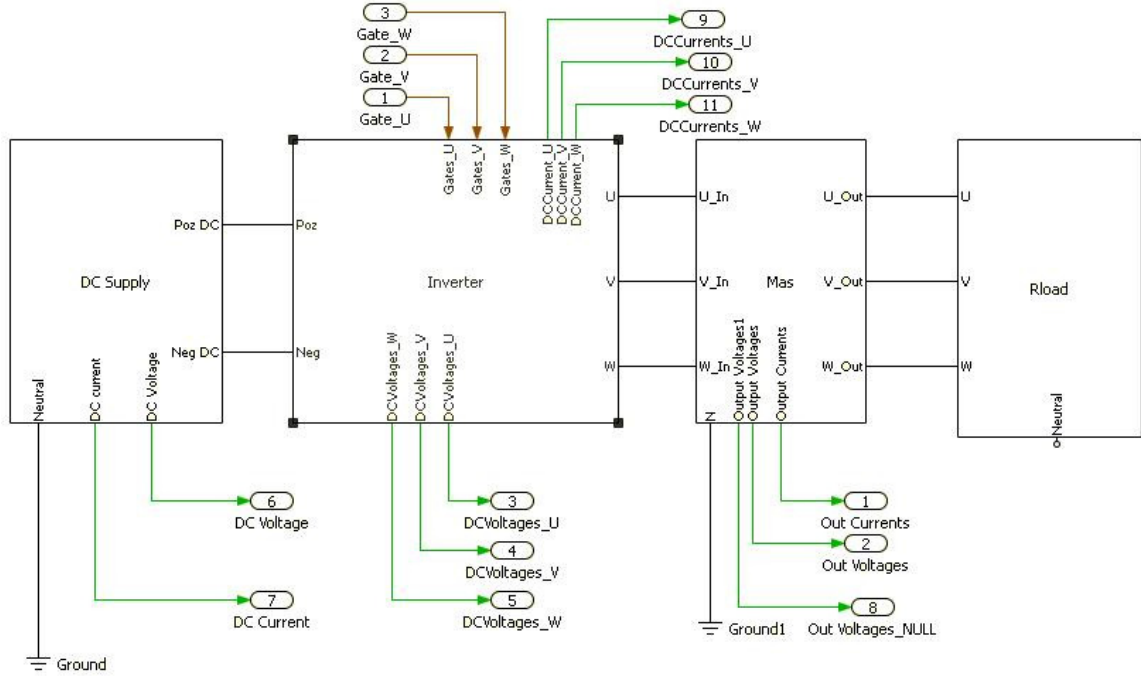 3
Gate_W
2
Gate_V
1
Gate_U
9
DCCurrents_U
10
DCCurrents_V
11
DCCurrents_W
DC Supply
Poz DC
Neg DC
Neutral
DC current
DC Voltage
Inverter
Gates_U
Gates_V
Gates_W
DCCurrent_U
DCCurrent_V
DCCurrent_W
Poz
Neg
U
V
W
DCVoltages_W
DCVoltages_V
DCVoltages_U
Mas
U_In
V_In
W_In
U_Out
V_Out
W_Out
N
Output Voltages1
Output Voltages
Output Currents
Rload
U
V
W
Neutral
6
DC Voltage
7
DC Current
3
DCVoltages_U
4
DCVoltages_V
5
DCVoltages_W
1
Out Currents
2
Out Voltages
8
Out Voltages_NULL
Ground1
Ground